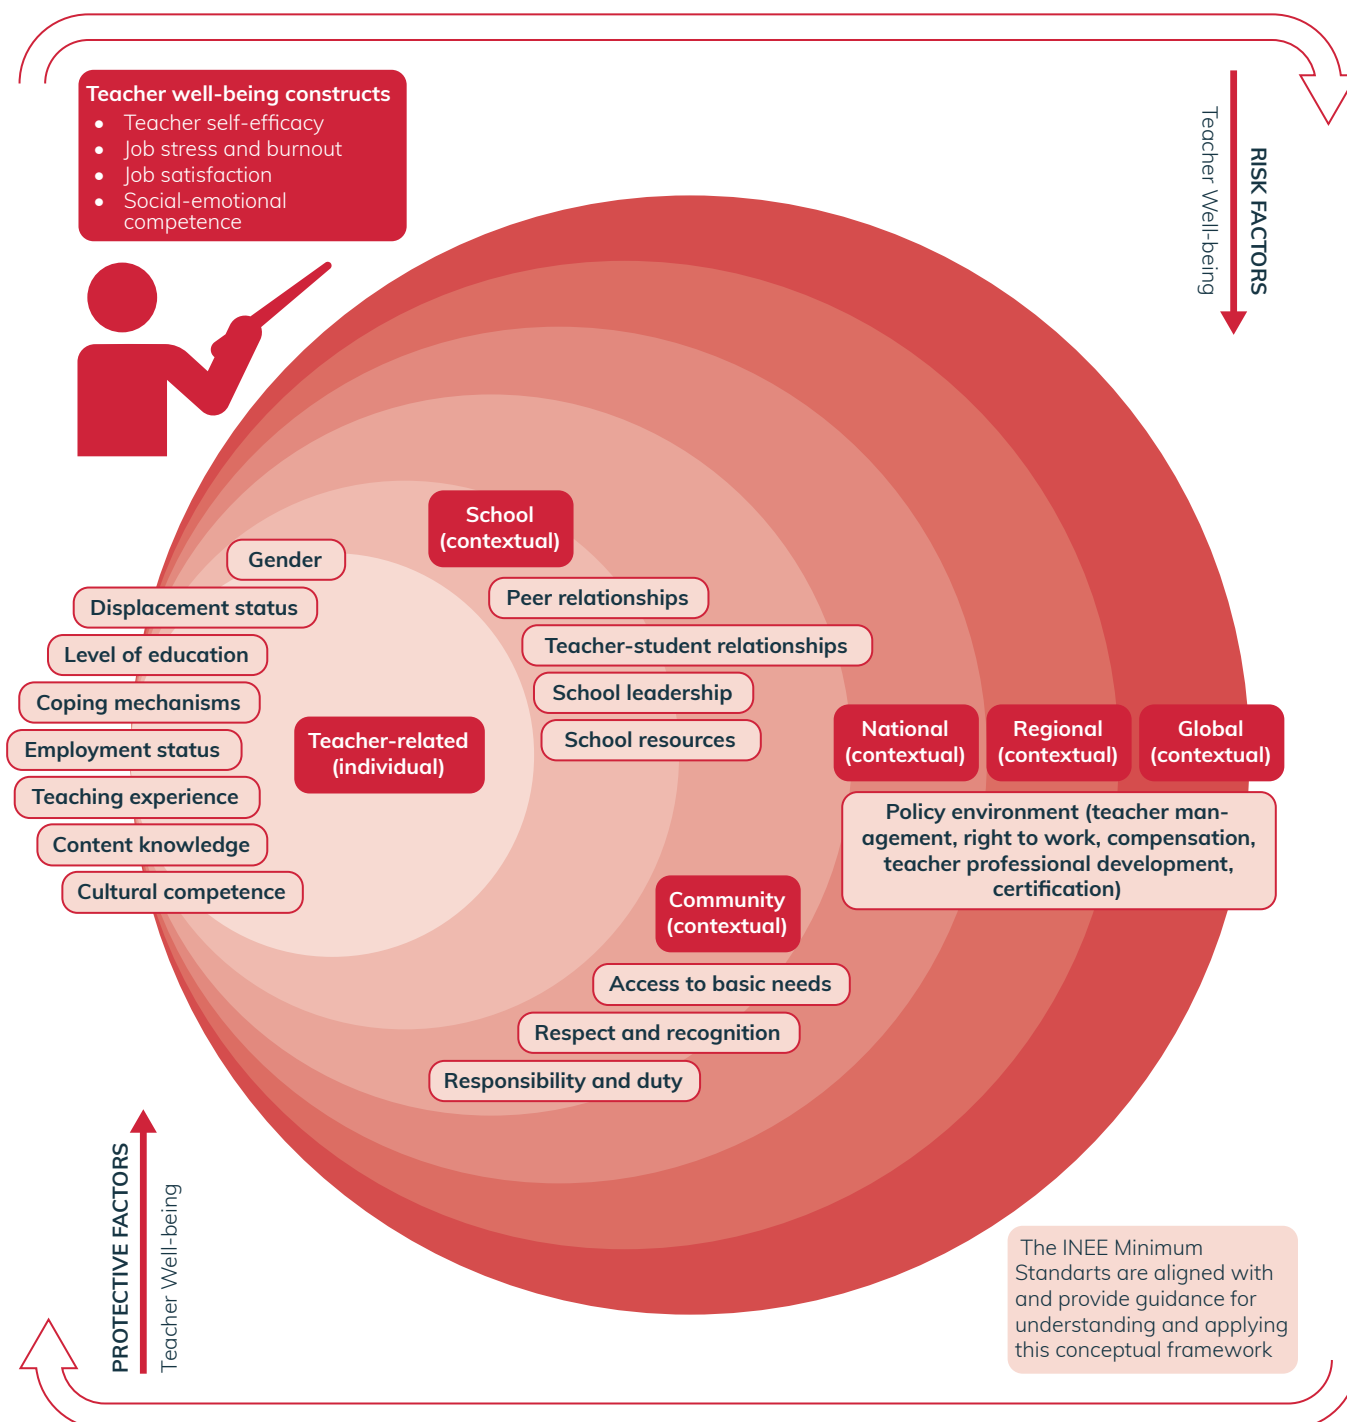 Teacher well-being constructs
• Teacher self-efficacy
• Job stress and burnout
• Job satisfaction
• Social-emotional
competence
RISK FACTORS
Teacher Well-being
School
(contextual)
Gender
Displacement status
Level of education
Coping mechanisms
Employment status
Teaching experience
Content knowledge
Cultural competence
Teacher-related
(individual)
Peer relationships
Teacher-student relationships
School leadership
School resources
National
(contextual)
Regional
(contextual)
Global
(contextual)
Policy environment (teacher man-
agement, right to work, compensation,
teacher professional development,
certification)
Community
(contextual)
Access to basic needs
Respect and recognition
Responsibility and duty
PROTECTIVE FACTORS
Teacher Well-being
The INEE Minimum
Standarts are aligned with
and provide guidance for
understanding and applying
this conceptual framework